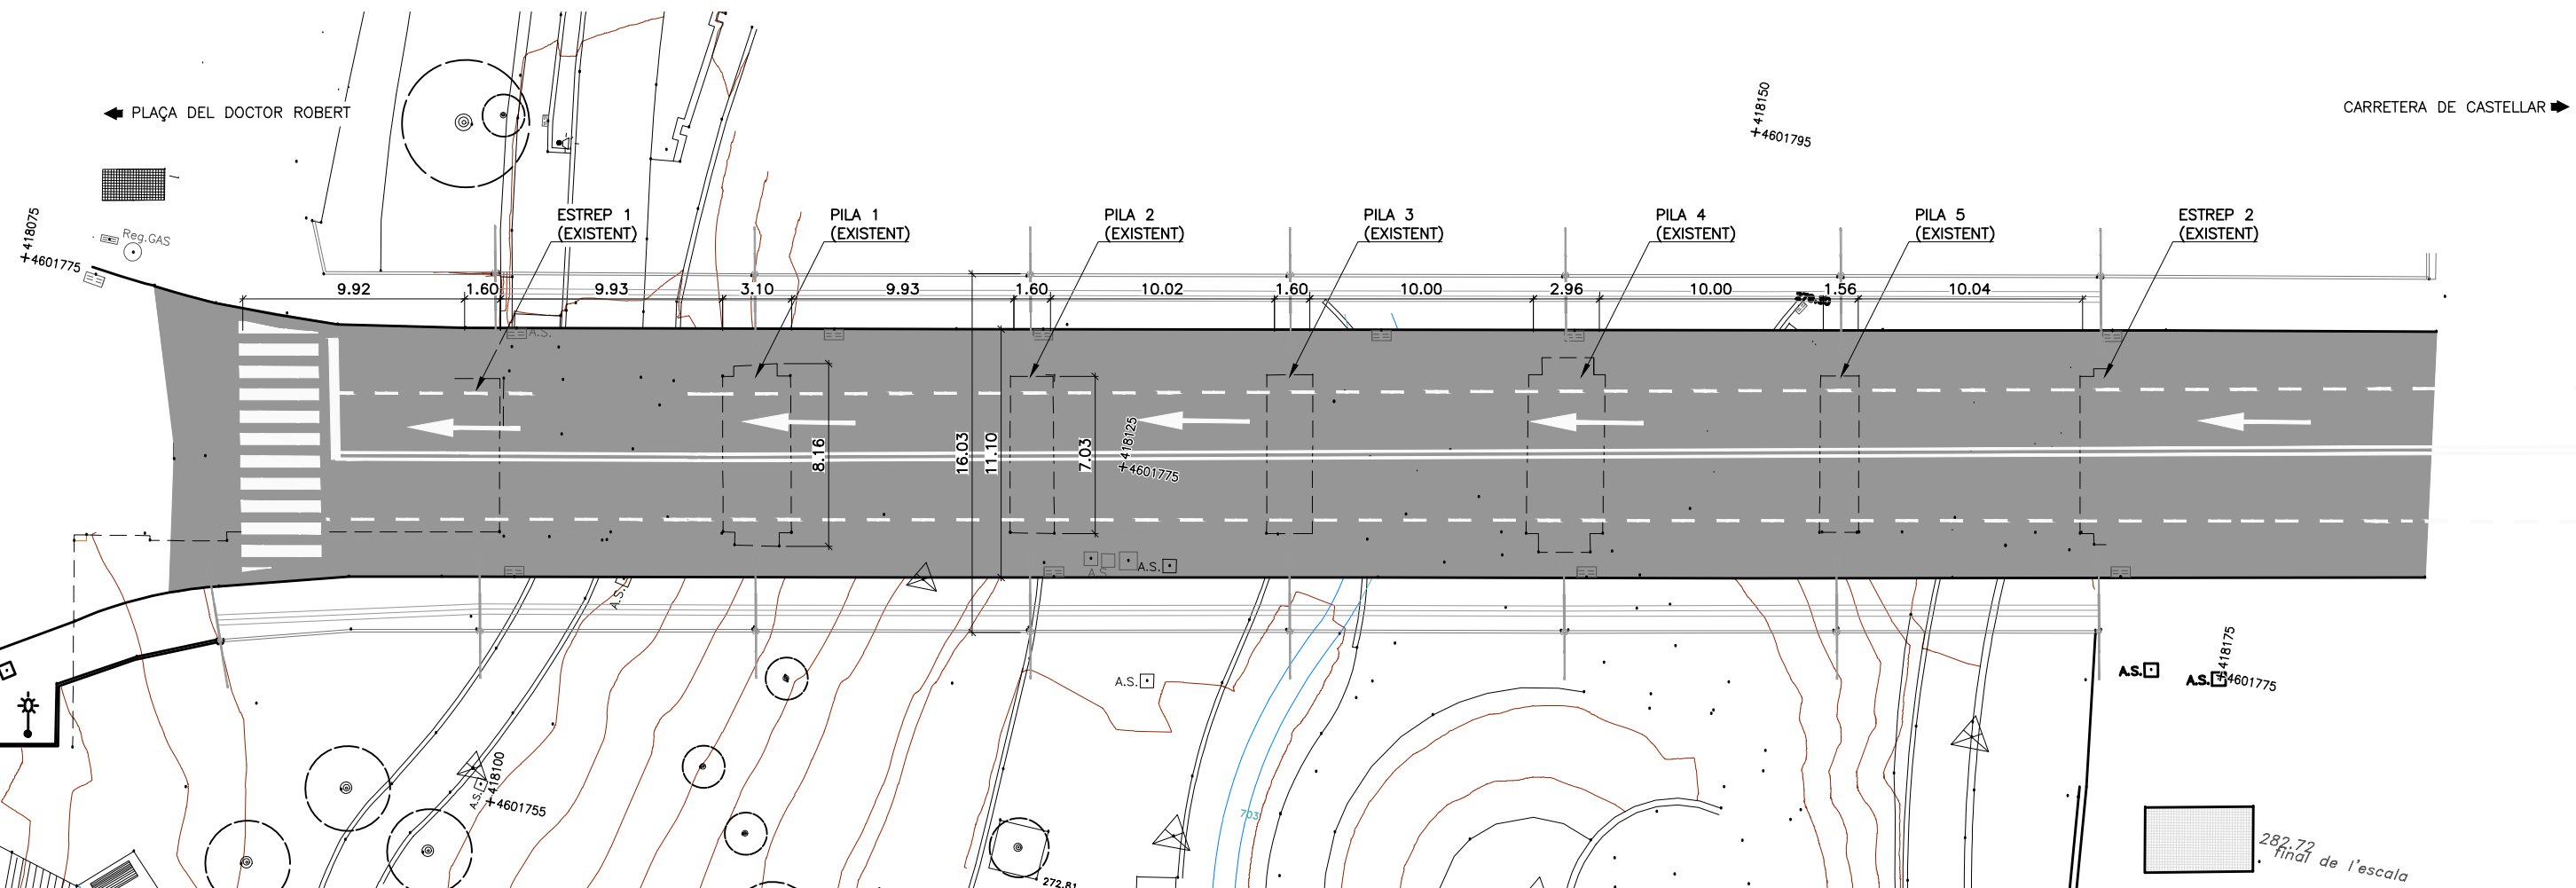 PLAÇA DEL DOCTOR ROBERT
CARRETERA DE CASTELLAR
418150
4601795
418075
4601775
Reg.GAS
ESTREP 1
(EXISTENT)
PILA 1
(EXISTENT)
PILA 2
(EXISTENT)
PILA 3
(EXISTENT)
PILA 4
(EXISTENT)
PILA 5
(EXISTENT)
ESTREP 2
(EXISTENT)
9.92
1.60
9.93
3.10
9.93
1.60
10.02
1.60
10.00
2.96
10.00
1.56
10.04
A.S.
8.16
16.03
11.10
7.03
418125
4601775
A.S.
A.S.
A.S.
A.S.
A.S.
A.S.
418175
4601775
A.S.
418100
4601755
703
272.81
282.72
final de l'escala